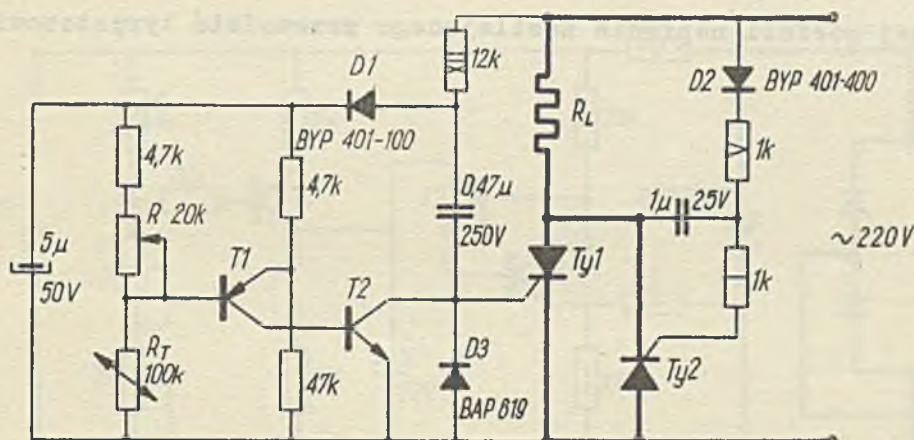 12k
D1
BYP 401-100
D2
BYP 401-400
R_L
4,7k
4,7k
0,47µ
250V
1k
1µ
25V
R 20k
5µ
50V
T1
T2
Ty1
~220V
1k
R_T
100k
47k
D3
BAP 819
Ty2